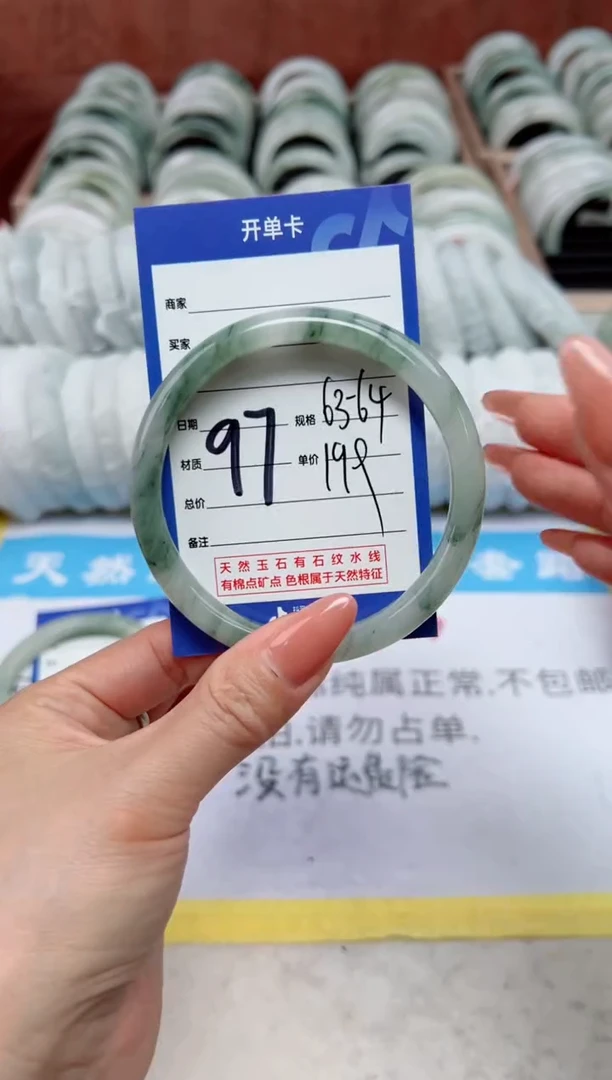 开单卡
商家
买家
日期 97 规格 63-64
材质 单价 199
总价
备注
天然玉石有石纹水线
有棉点矿点 色根属于天然特征
天然
纯属正常,不包邮
拍,请勿占单.
没有运费险